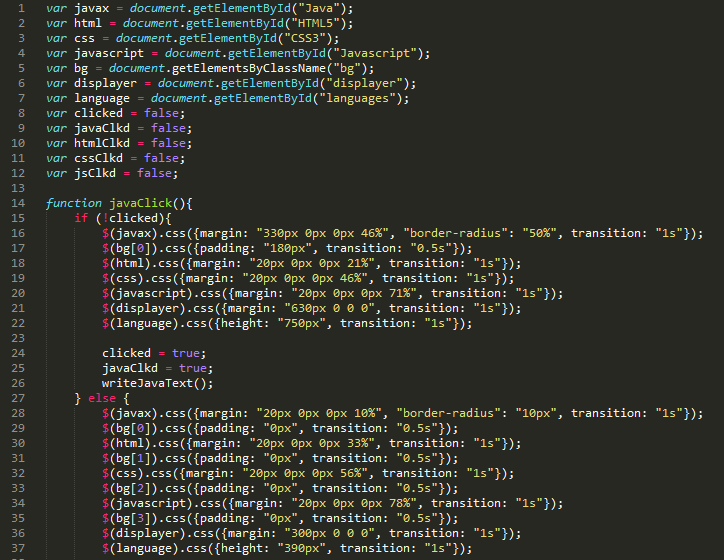 1 var javax = document.getElementById("Java");
2 var html = document.getElementById("HTML5");
3 var css = document.getElementById("CSS3");
4 var javascript = document.getElementById("Javascript");
5 var bg = document.getElementsByClassName("bg");
6 var displayer = document.getElementById("displayer");
7 var language = document.getElementById("languages");
8 var clicked = false;
9 var javaClkd = false;
10 var htmlClkd = false;
11 var cssClkd = false;
12 var jsClkd = false;
13
14 function javaClick(){
15     if (!clicked){
16         $(javax).css({margin: "330px 0px 0px 46%", "border-radius": "50%", transition: "1s"});
17         $(bg[0]).css({padding: "180px", transition: "0.5s"});
18         $(html).css({margin: "20px 0px 0px 21%", transition: "1s"});
19         $(css).css({margin: "20px 0px 0px 46%", transition: "1s"});
20         $(javascript).css({margin: "20px 0px 0px 71%", transition: "1s"});
21         $(displayer).css({margin: "630px 0 0 0", transition: "1s"});
22         $(language).css({height: "750px", transition: "1s"});
23
24         clicked = true;
25         javaClkd = true;
26         writeJavaText();
27     } else {
28         $(javax).css({margin: "20px 0px 0px 10%", "border-radius": "10px", transition: "1s"});
29         $(bg[0]).css({padding: "0px", transition: "0.5s"});
30         $(html).css({margin: "20px 0px 0px 33%", transition: "1s"});
31         $(bg[1]).css({padding: "0px", transition: "0.5s"});
32         $(css).css({margin: "20px 0px 0px 56%", transition: "1s"});
33         $(bg[2]).css({padding: "0px", transition: "0.5s"});
34         $(javascript).css({margin: "20px 0px 0px 78%", transition: "1s"});
35         $(bg[3]).css({padding: "0px", transition: "0.5s"});
36         $(displayer).css({margin: "300px 0 0 0", transition: "1s"});
37         $(language).css({height: "390px", transition: "1s"});